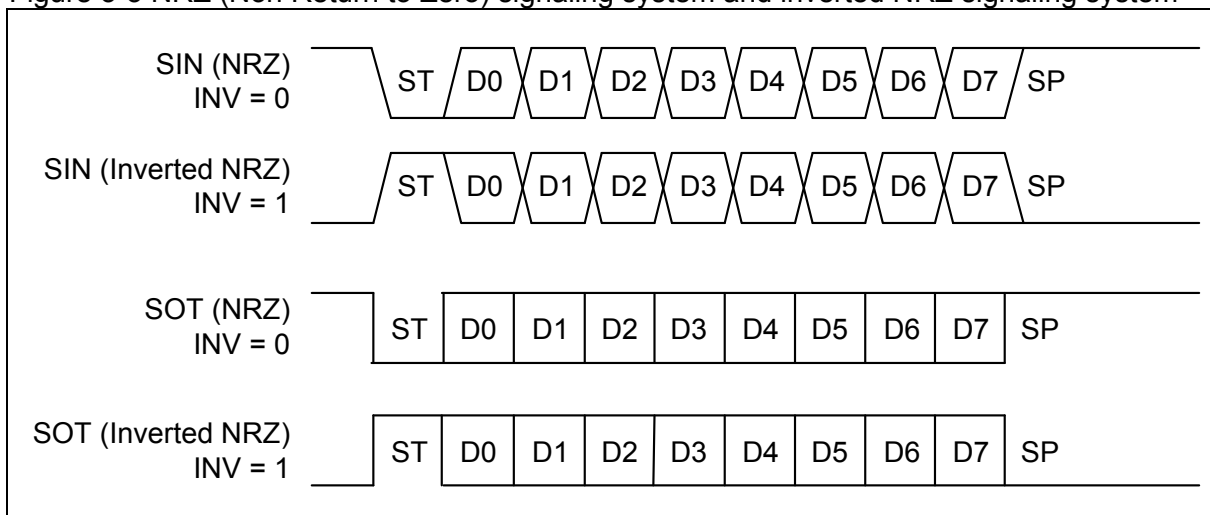 Figure NRZ (Non Return to Zero) signaling system and inverted NRZ signaling system
SIN (NRZ)
INV = 0
ST D0 D1 D2 D3 D4 D5 D6 D7 SP
SIN (Inverted NRZ)
INV = 1
ST D0 D1 D2 D3 D4 D5 D6 D7 SP
SOT (NRZ)
INV = 0
ST D0 D1 D2 D3 D4 D5 D6 D7 SP
SOT (Inverted NRZ)
INV = 1
ST D0 D1 D2 D3 D4 D5 D6 D7 SP